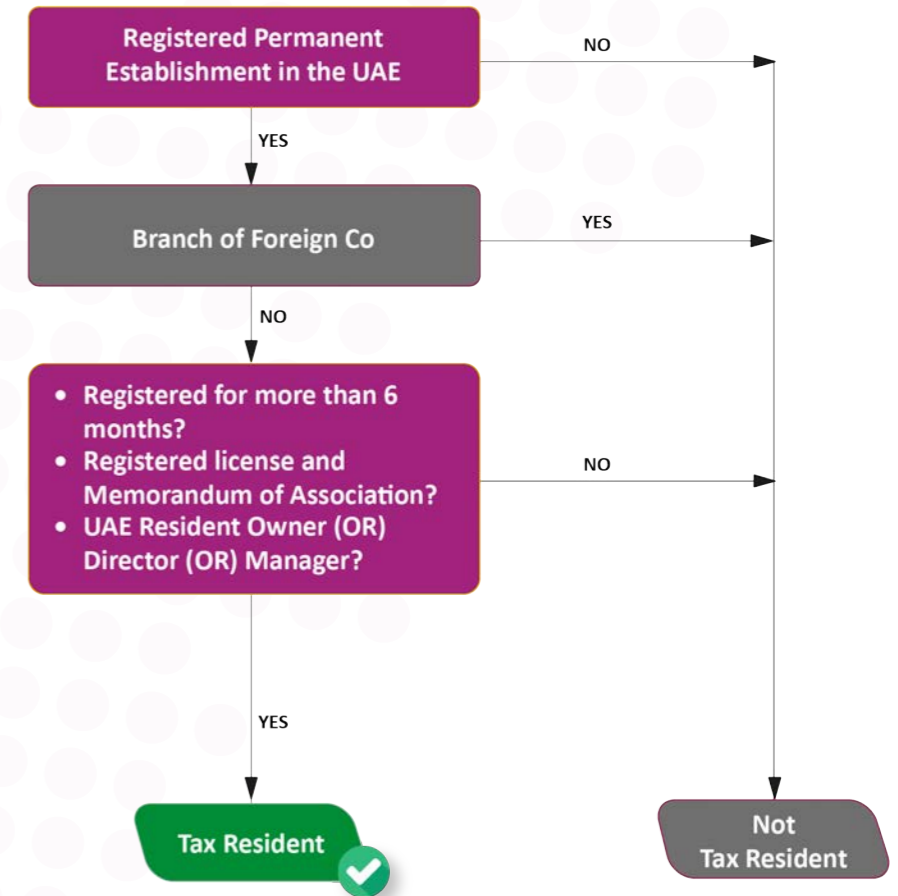 Registered Permanent
Establishment in the UAE
NO
YES
Branch of Foreign Co
YES
NO
• Registered for more than 6
months?
• Registered license and
Memorandum of Association?
• UAE Resident Owner (OR)
Director (OR) Manager?
NO
YES
Tax Resident
Not
Tax Resident